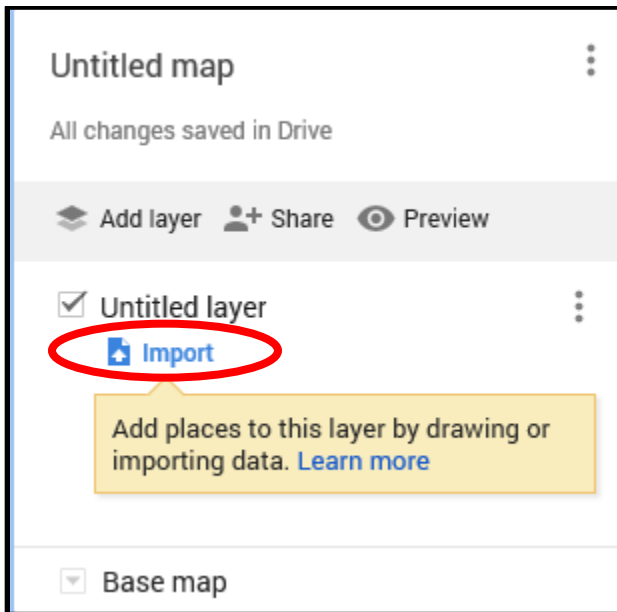 Untitled map
All changes saved in Drive
Add layer Share Preview
Untitled layer
Import
Add places to this layer by drawing or
importing data. Learn more
Base map